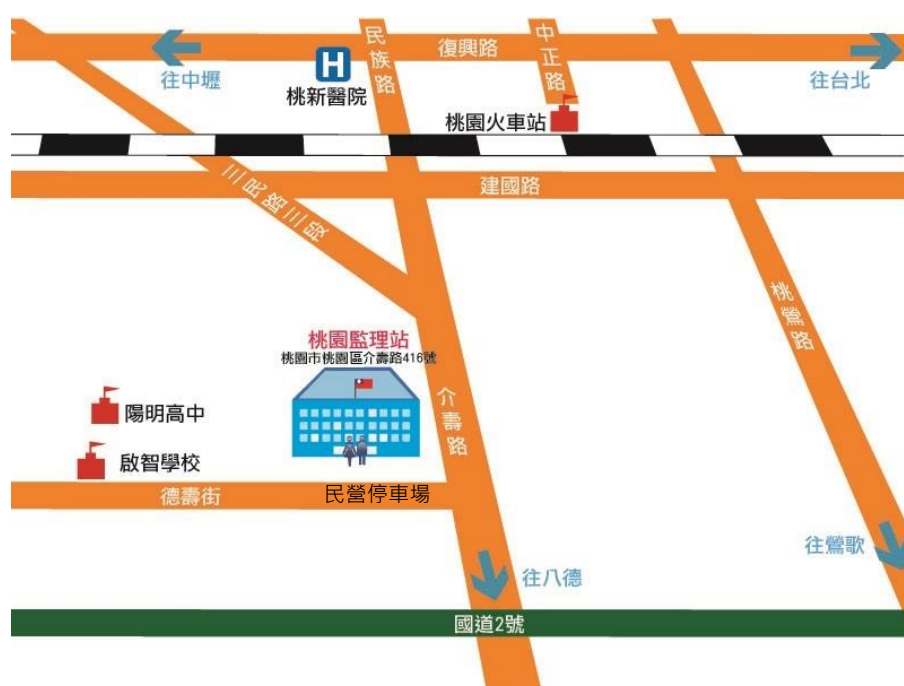 民族路
中正路
復興路
往中壢
往台北
H
桃新醫院
桃園火車站
建國路
三民路三段
桃鶯路
桃園監理站
桃園市桃園區介壽路416號
介壽路
陽明高中
啟智學校
德壽街
民營停車場
往鶯歌
往八德
國道2號